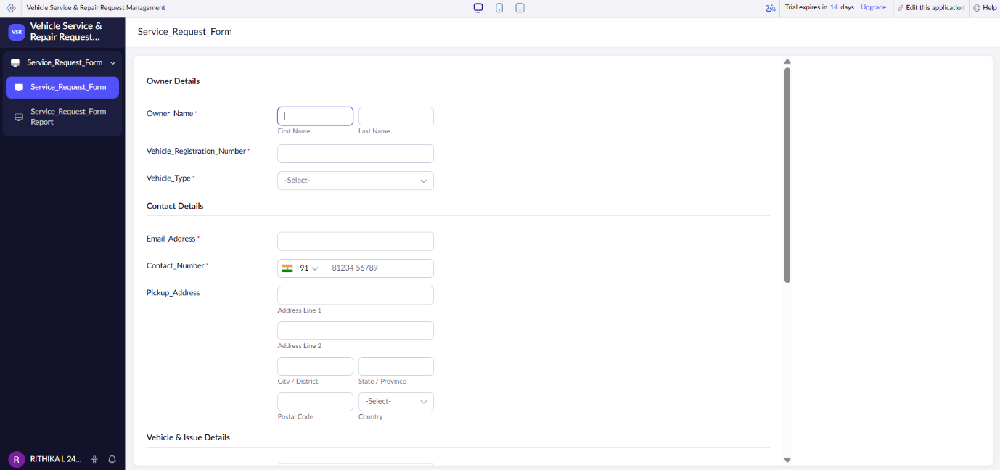 Vehicle Service & Repair Request Management
Trial expires in 14 days Upgrade
Edit this application
Help
VSR
Vehicle Service &
Repair Request...
Service_Request_Form
Service_Request_Form
Service_Request_Form
Report
RITHIKA L 24...
R
Service_Request_Form
Owner Details
Owner_Name *
First Name
Last Name
Vehicle_Registration_Number *
Vehicle_Type *
-Select-
Contact Details
Email_Address *
Contact_Number *
+91
81234 56789
Pickup_Address
Address Line 1
Address Line 2
City / District
State / Province
-Select-
Postal Code
Country
Vehicle & Issue Details